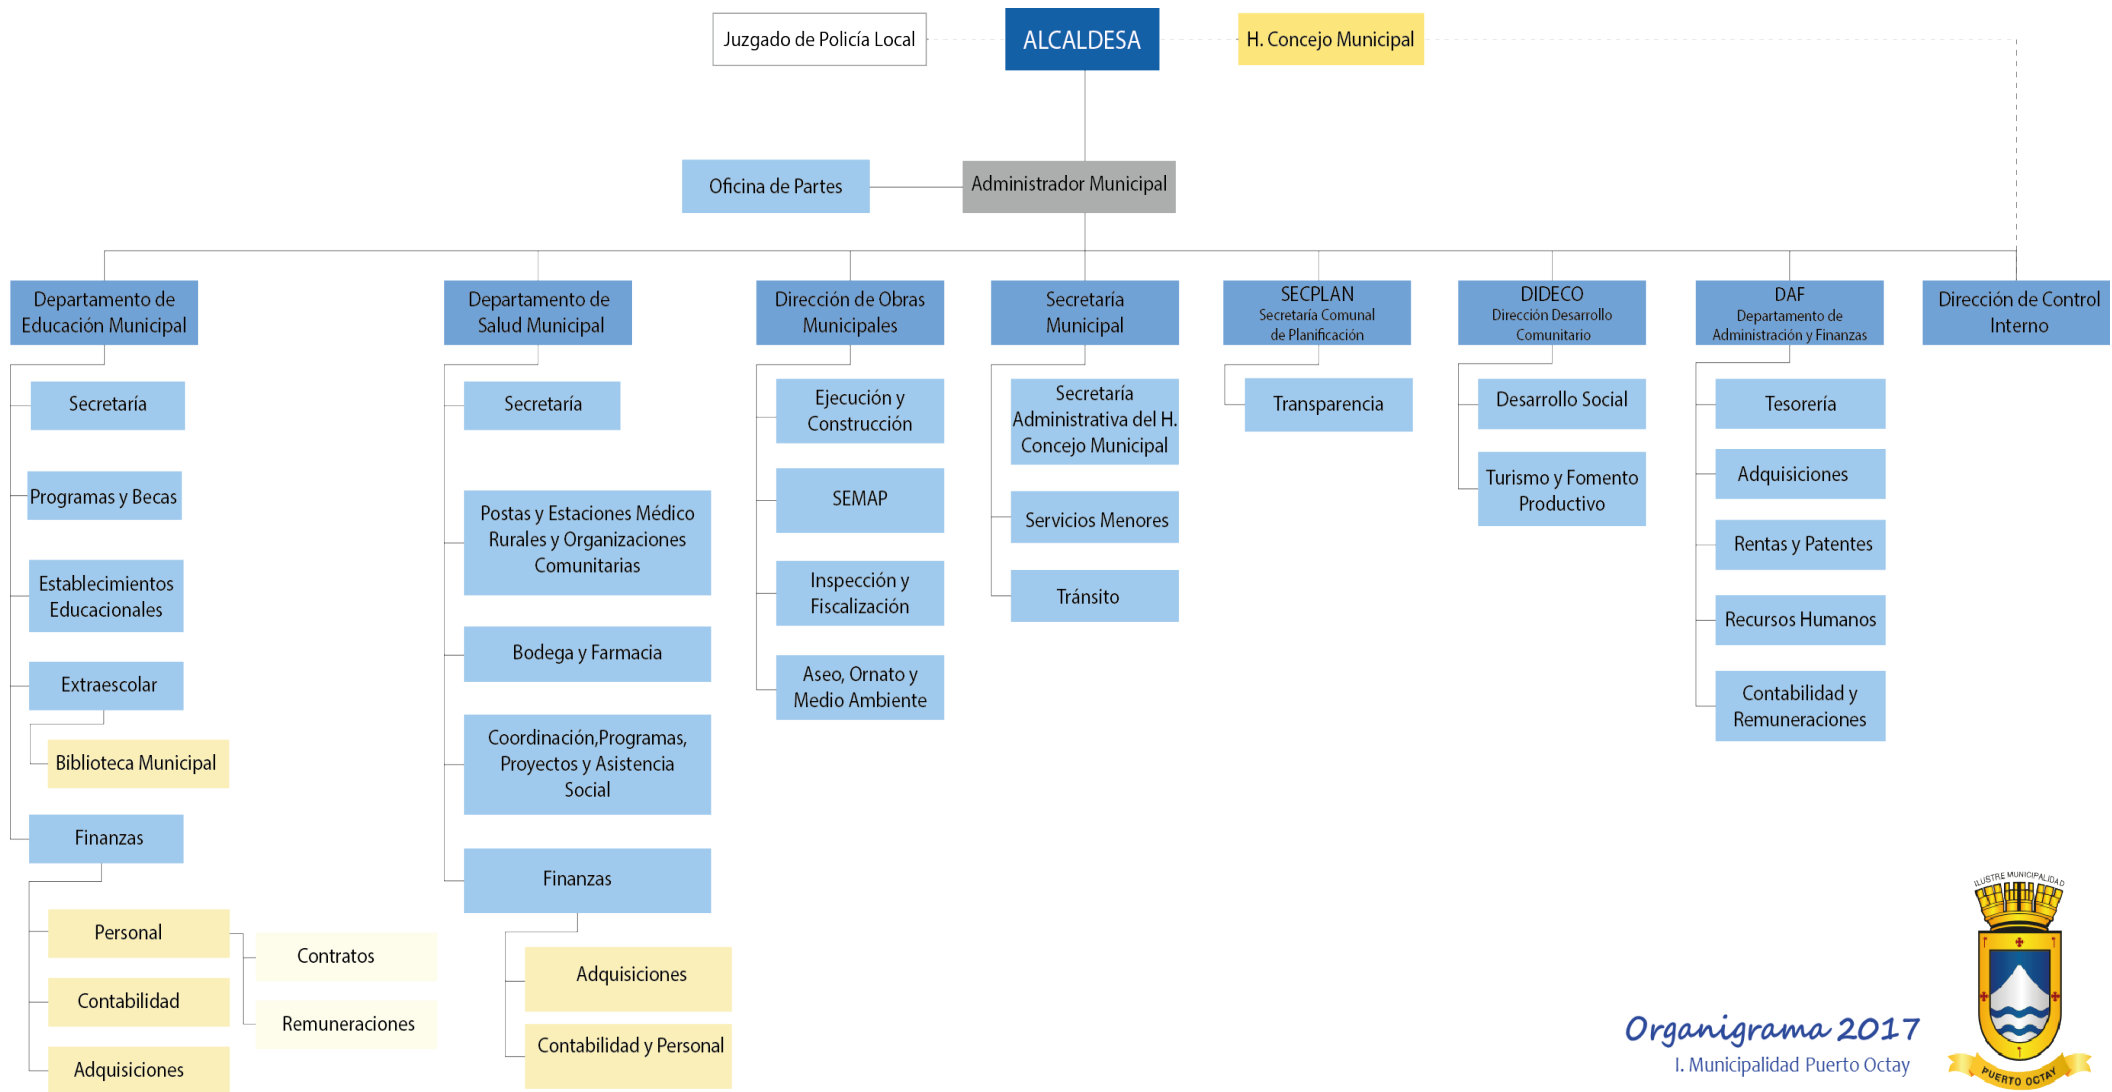 Juzgado de Policía Local
ALCALDESA
H. Concejo Municipal
Oficina de Partes
Administrador Municipal
Departamento de
Educación Municipal
Departamento de
Salud Municipal
Dirección de Obras
Municipales
Secretaría
Municipal
SECPLAN
Secretaría Comunal
de Planificación
DIDECO
Dirección Desarrollo
Comunitario
DAF
Departamento de
Administración y Finanzas
Dirección de Control
Interno
Secretaría
Programas y Becas
Establecimientos
Educacionales
Extraescolar
Biblioteca Municipal
Finanzas
Personal
Contabilidad
Adquisiciones
Contratos
Remuneraciones
Secretaría
Postas y Estaciones Médico
Rurales y Organizaciones
Comunitarias
Bodega y Farmacia
Coordinación,Programas,
Proyectos y Asistencia
Social
Finanzas
Adquisiciones
Contabilidad y Personal
Ejecución y
Construcción
SEMAP
Inspección y
Fiscalización
Aseo, Ornato y
Medio Ambiente
Secretaría
Administrativa del H.
Concejo Municipal
Servicios Menores
Tránsito
Transparencia
Desarrollo Social
Turismo y Fomento
Productivo
Tesorería
Adquisiciones
Rentas y Patentes
Recursos Humanos
Contabilidad y
Remuneraciones
Organigrama 2017
I. Municipalidad Puerto Octay
ILUSTRE MUNICIPALIDAD
PUERTO OCTAY